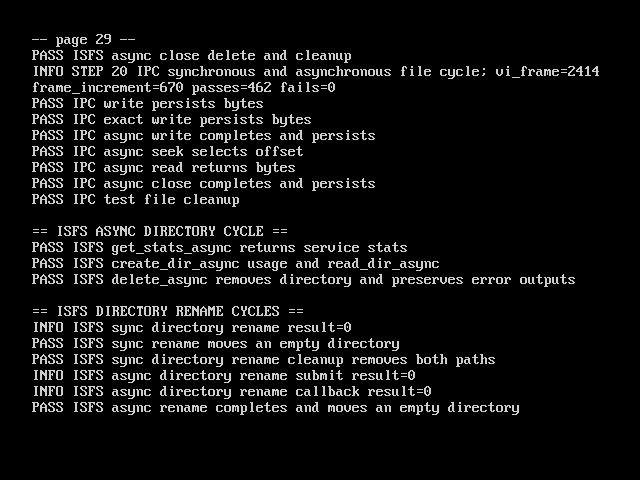 -- page 29 --
PASS ISFS async close delete and cleanup
INFO STEP 20 IPC synchronous and asynchronous file cycle; vi_frame=2414
frame_increment=670 passes=462 fails=0
PASS IPC write persists bytes
PASS IPC exact write persists bytes
PASS IPC async write completes and persists
PASS IPC async seek selects offset
PASS IPC async read returns bytes
PASS IPC async close completes and persists
PASS IPC test file cleanup
== ISFS ASYNC DIRECTORY CYCLE ==
PASS ISFS get_stats_async returns service stats
PASS ISFS create_dir_async usage and read_dir_async
PASS ISFS delete_async removes directory and preserves error outputs
== ISFS DIRECTORY RENAME CYCLES ==
INFO ISFS sync directory rename result=0
PASS ISFS sync rename moves an empty directory
PASS ISFS sync directory rename cleanup removes both paths
INFO ISFS async directory rename submit result=0
INFO ISFS async directory rename callback result=0
PASS ISFS async rename completes and moves an empty directory